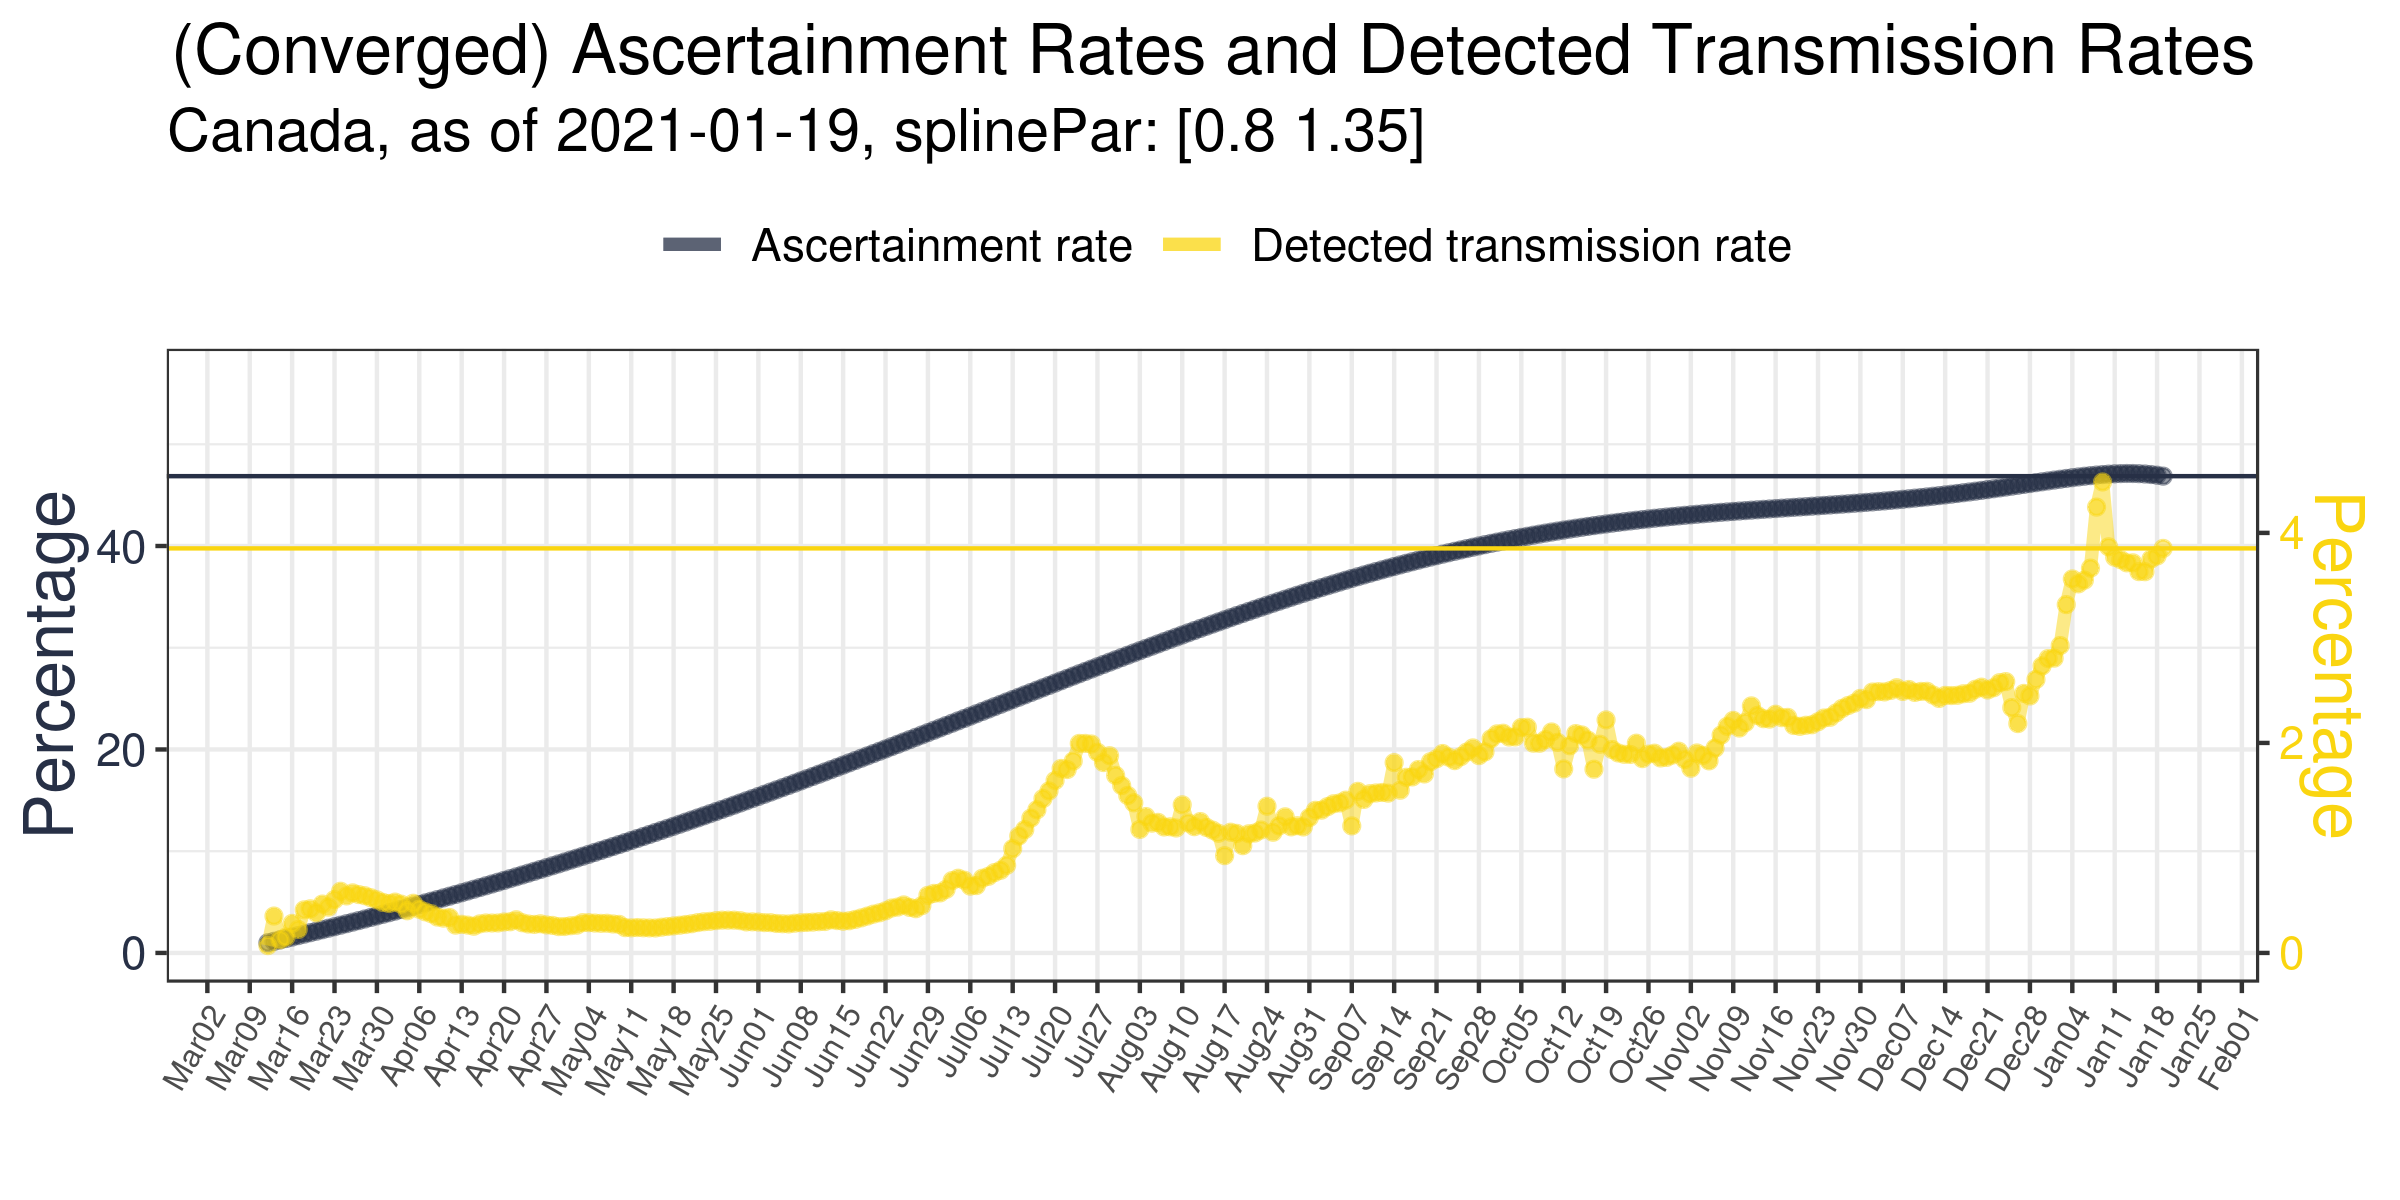 (Converged) Ascertainment Rates and Detected Transmission Rates
Canada, as of 2021-01-19, splinePar: [0.8 1.35]
Ascertainment rate Detected transmission rate
Percentage
40
20
0
4
2
0
Percentage
Mar02 Mar09 Mar16 Mar23 Mar30 Apr06 Apr13 Apr20 Apr27 May04 May11 May18 May25 Jun01 Jun08 Jun15 Jun22 Jun29 Jul06 Jul13 Jul20 Jul27 Aug03 Aug10 Aug17 Aug24 Aug31 Sep07 Sep14 Sep21 Sep28 Oct05 Oct12 Oct19 Oct26 Nov02 Nov09 Nov16 Nov23 Nov30 Dec07 Dec14 Dec21 Dec28 Jan04 Jan11 Jan18 Jan25 Feb01